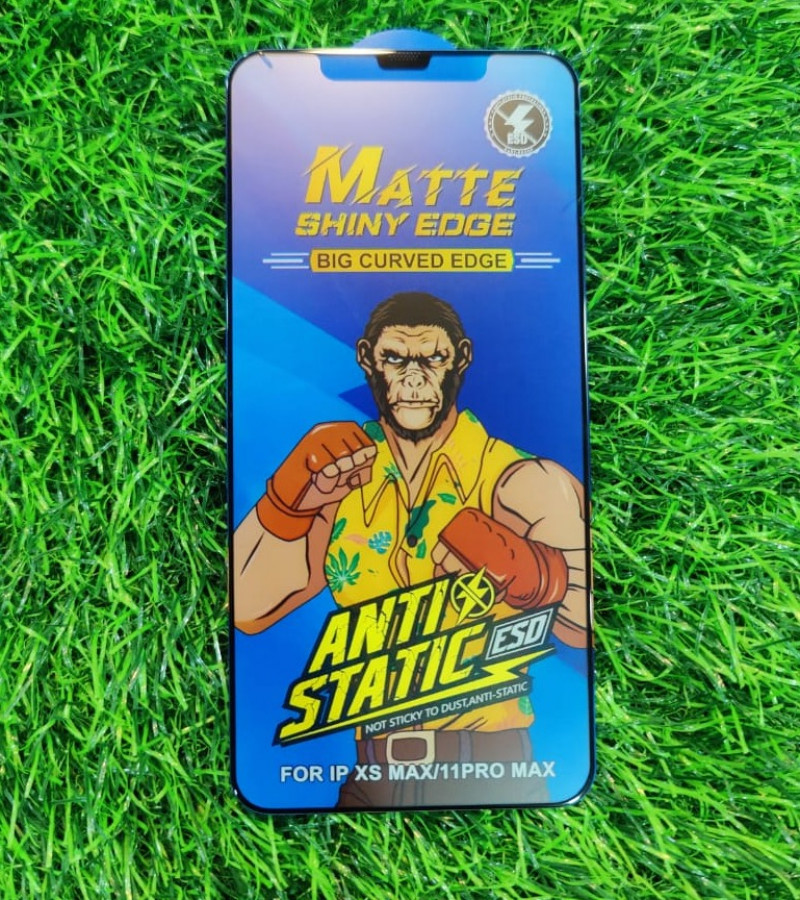 ESD
MATTE
SHINY EDGE
BIG CURVED EDGE
ANTI
STATIC ESD
NOT STICKY TO DUST,ANTI-STATIC
FOR IP XS MAX/11PRO MAX